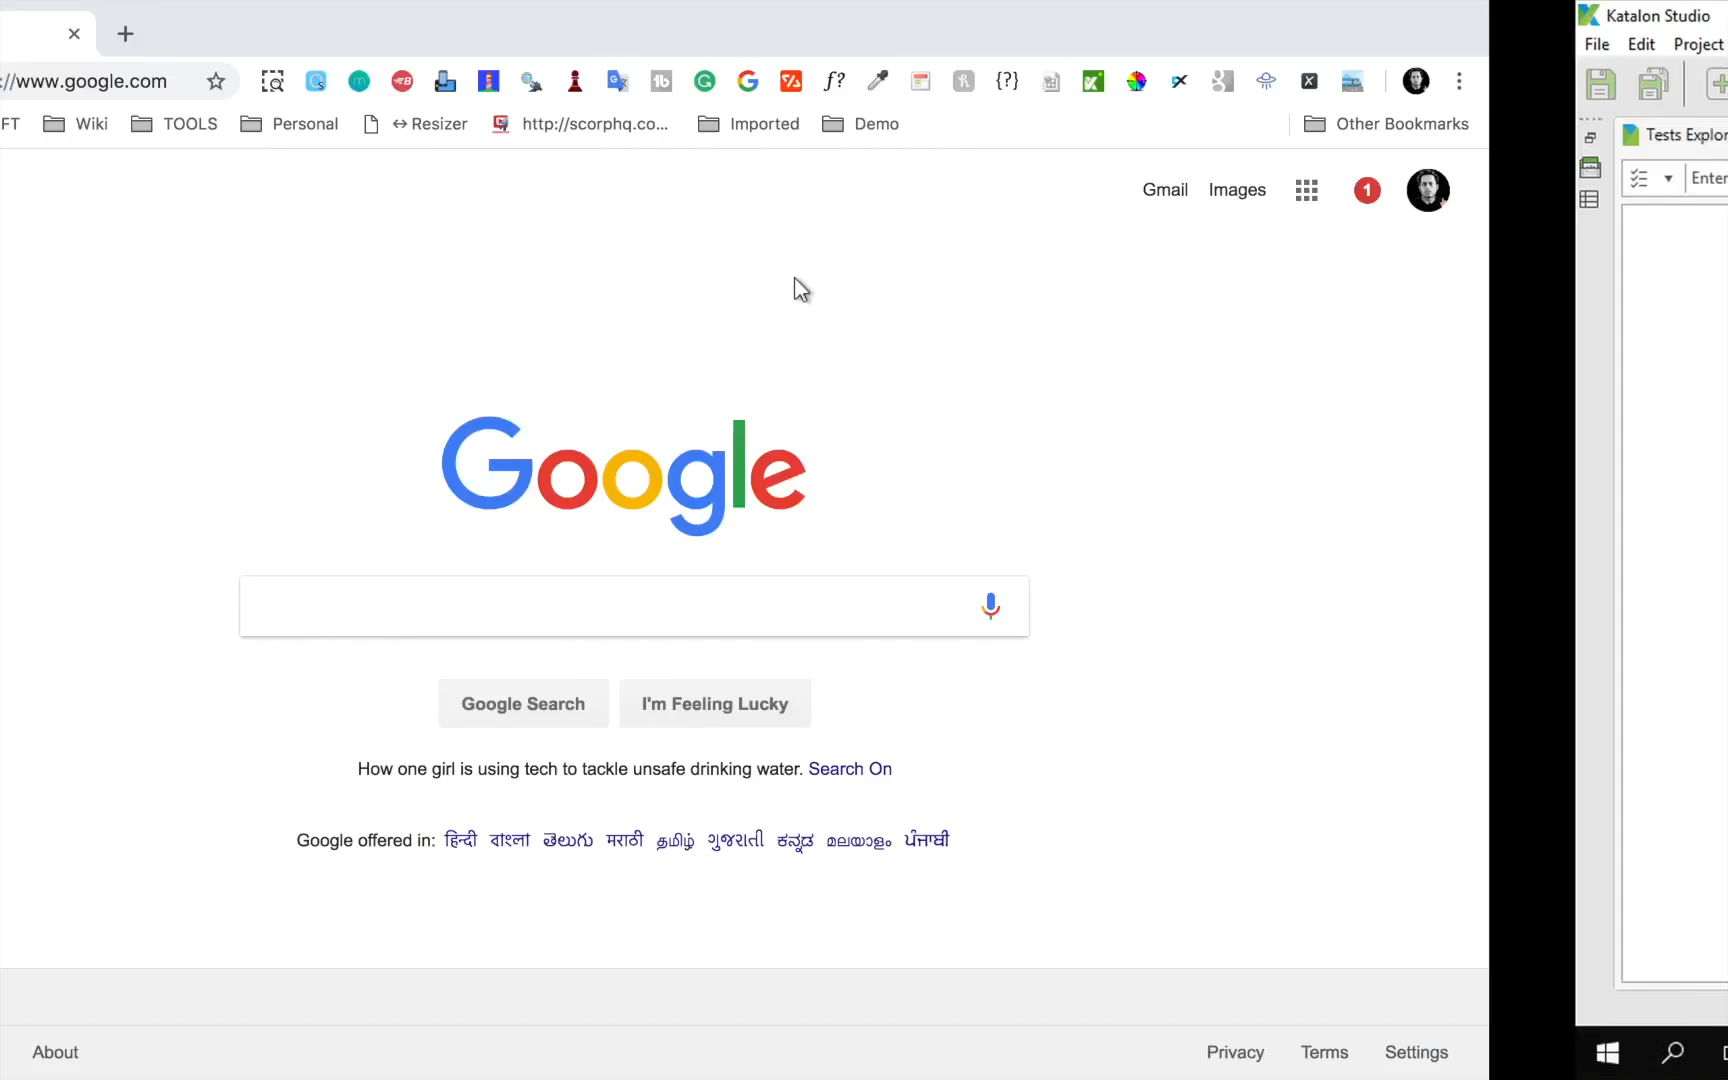 ://www.google.com
FT Wiki TOOLS Personal ↔ Resizer http://scorphq.co... Imported Demo Other Bookmarks
Gmail Images 1
Google
Google Search I'm Feeling Lucky
How one girl is using tech to tackle unsafe drinking water. Search On
Google offered in: हिन्दी বাংলা తెలుగు मराठी தமிழ் ગુજરાતી ಕನ್ನಡ മലയാളം ਪੰਜਾਬੀ
About Privacy Terms Settings
Katalon Studio
File Edit Project
Tests Explor
Enter